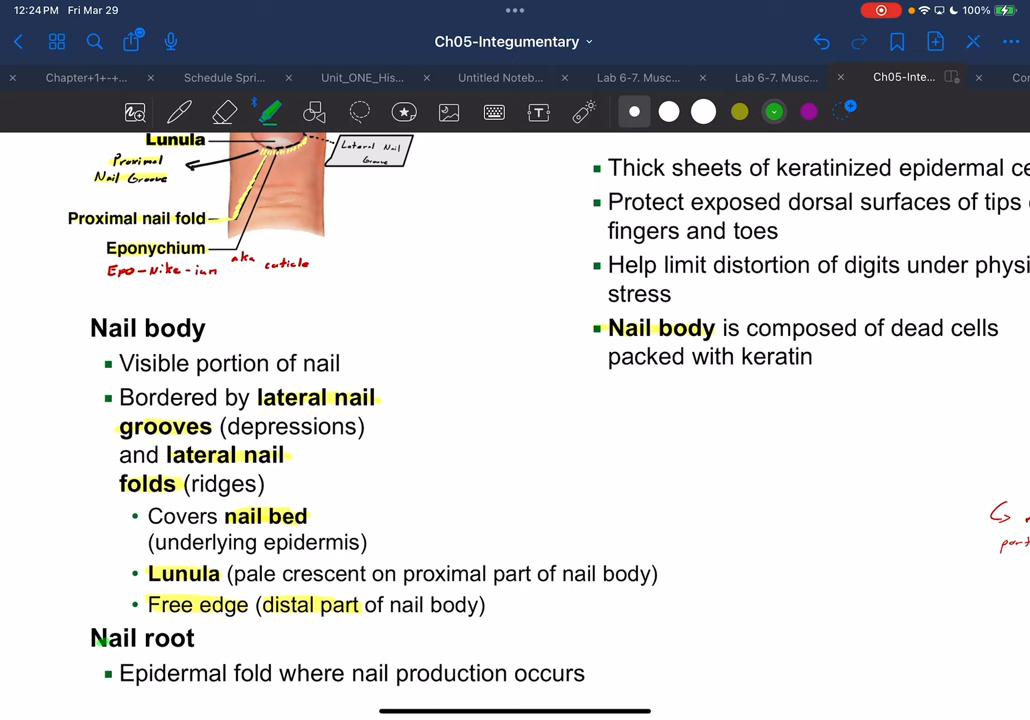 12:24 PM Fri Mar 29
100%
Ch05-Integumentary
Chapter+1+-+...
Schedule Spri...
Unit_ONE_His...
Untitled Noteb...
Lab 6-7. Musc...
Lab 6-7. Musc...
Ch05-Inte...
Con
Lunula
Lateral Nail
Groove
Proximal
Nail Groove
Proximal nail fold
Eponychium
aka cuticle
Epo-Nike-ium
Nail body
Visible portion of nail
Bordered by lateral nail
grooves (depressions)
and lateral nail
folds (ridges)
Covers nail bed
(underlying epidermis)
Lunula (pale crescent on proximal part of nail body)
Free edge (distal part of nail body)
Nail root
Epidermal fold where nail production occurs
Thick sheets of keratinized epidermal ce
Protect exposed dorsal surfaces of tips
fingers and toes
Help limit distortion of digits under physi
stress
Nail body is composed of dead cells
packed with keratin
part